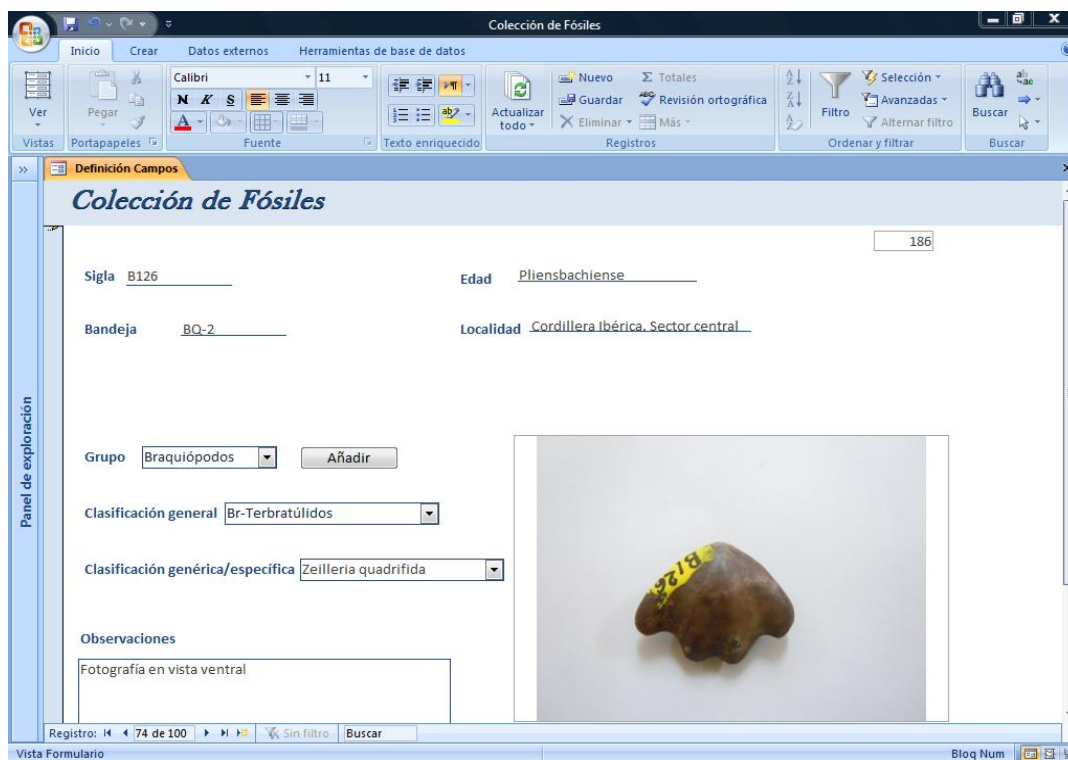 Colección de Fósiles
Inicio Crear Datos externos Herramientas de base de datos
Ver
Vistas
Pegar
Portapapeles
Calibri 11
N K S
A
Fuente
ab
Texto enriquecido
Actualizar todo
Nuevo
Guardar
Eliminar
Σ Totales
ABC Revisión ortográfica
Más
Registros
A Z
Z A
Filtro
Selección
Avanzadas
Alternar filtro
Ordenar y filtrar
Buscar
Buscar
Definición Campos
Colección de Fósiles
186
Sigla B126
Edad Pliensbachiense
Bandeja BQ-2
Localidad Cordillera Ibérica. Sector central
Panel de exploración
Grupo Braquiópodos Añadir
Clasificación general Br-Terbratúlidos
Clasificación genérica/específica Zeilleria quadrifida
B126
Observaciones
Fotografía en vista ventral
Registro: 74 de 100 Sin filtro Buscar
Vista Formulario
Bloq Num